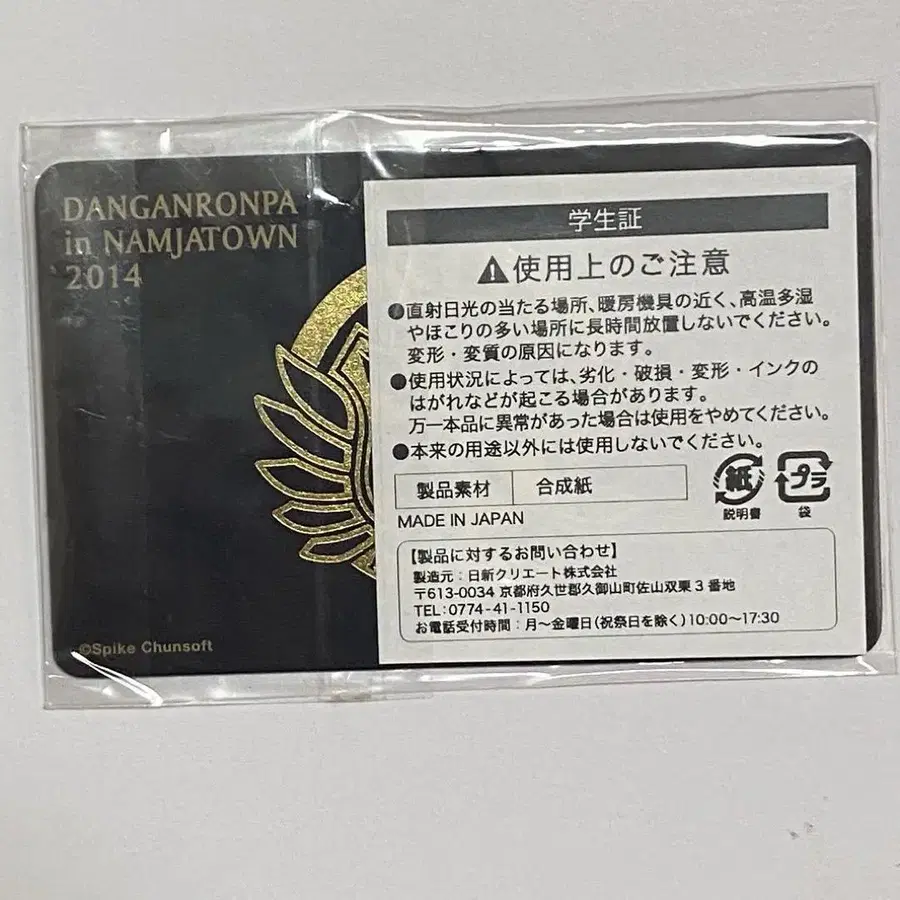 DANGANRONPA
in NAMJATOWN
2014
©Spike Chunsoft
学生証
使用上のご注意
●直射日光の当たる場所、暖房機具の近く、高温多湿
やほこりの多い場所に長時間放置しないでください。
変形・変質の原因になります。
●使用状況によっては、劣化・破損・変形・インクの
はがれなどが起こる場合があります。
万一本品に異常があった場合は使用をやめてください。
●本来の用途以外には使用しないでください。
製品素材 合成紙
紙 プラ
説明書 袋
MADE IN JAPAN
【製品に対するお問い合わせ】
製造元：日新クリエート株式会社
〒613-0034 京都府久世郡久御山町佐山双栗3番地
TEL:0774-41-1150
お電話受付時間：月〜金曜日(祝祭日を除く)10:00〜17:30